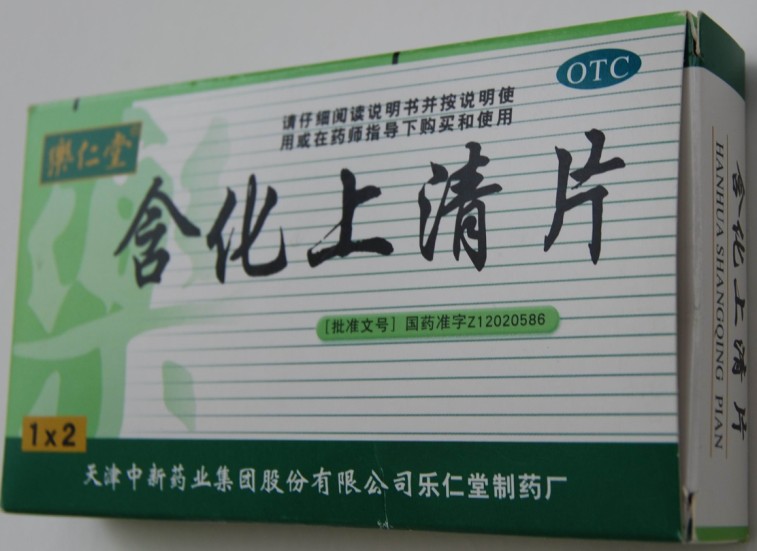 OTC
请仔细阅读说明书并按说明使
用或在药师指导下购买和使用
樂仁堂
含化上清片
[批准文号] 国药准字Z12020586
1x2
天津中新药业集团股份有限公司乐仁堂制药厂
含化上清片
HANHUA SHANGQING PIAN